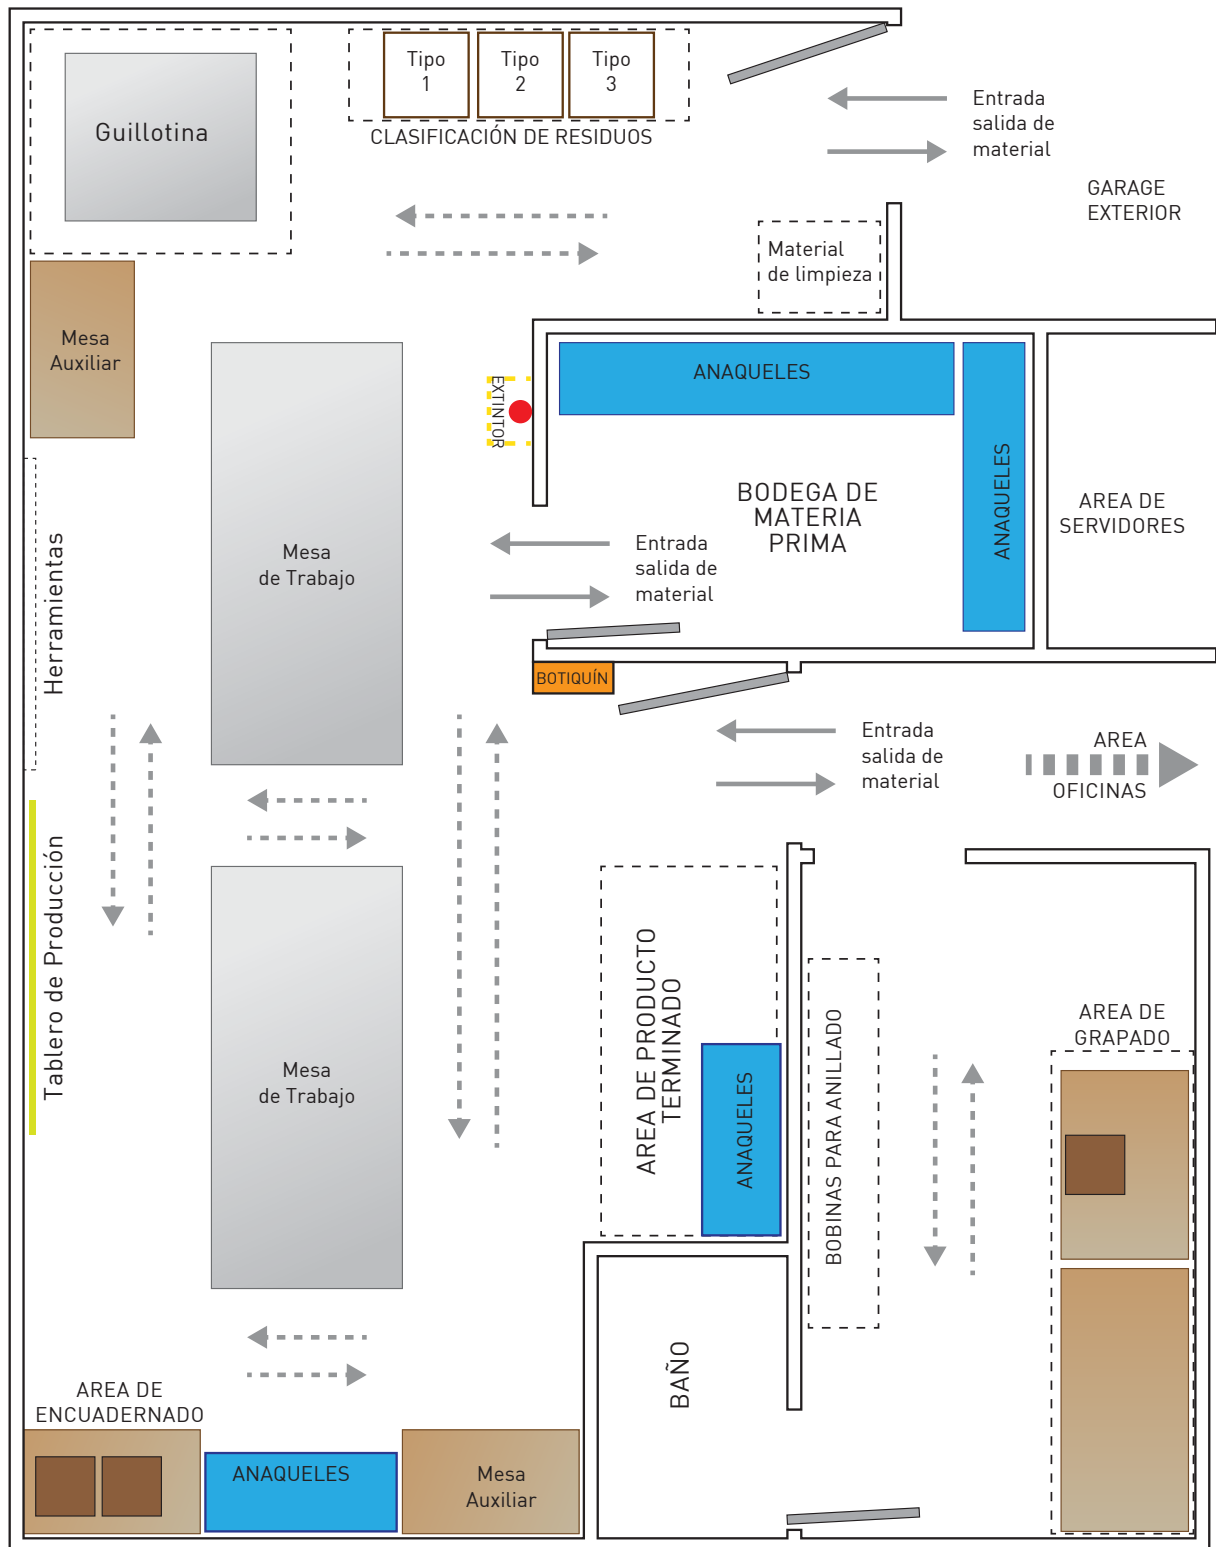 Tipo
1
Tipo
2
Tipo
3
Guillotina
CLASIFICACIÓN DE RESIDUOS
Entrada
salida de
material
GARAGE
EXTERIOR
Material
de limpieza
Mesa
Auxiliar
EXTINTOR
ANAQUELES
ANAQUELES
BODEGA DE
MATERIA
PRIMA
AREA DE
SERVIDORES
Mesa
de Trabajo
Entrada
salida de
material
Herramientas
BOTIQUÍN
Entrada
salida de
material
AREA
OFICINAS
Tablero de Producción
Mesa
de Trabajo
AREA DE PRODUCTO
TERMINADO
ANAQUELES
BOBINAS PARA ANILLADO
AREA DE
GRAPADO
BAÑO
AREA DE
ENCUADERNADO
ANAQUELES
Mesa
Auxiliar